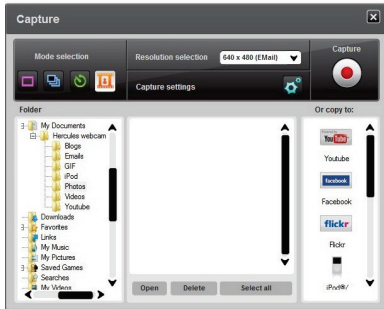 Capture
Mode selection
Resolution selection
640 x 480 (EMail)
Capture
Capture settings
Folder
Or copy to:
My Documents
Hercules webcam
Blogs
Emails
GIF
iPod
Photos
Videos
Youtube
Downloads
Favorites
Links
My Music
My Pictures
Saved Games
Searches
My Videos
You Tube
Youtube
facebook
Facebook
flickr
Flickr
iPod®/
Open
Delete
Select all